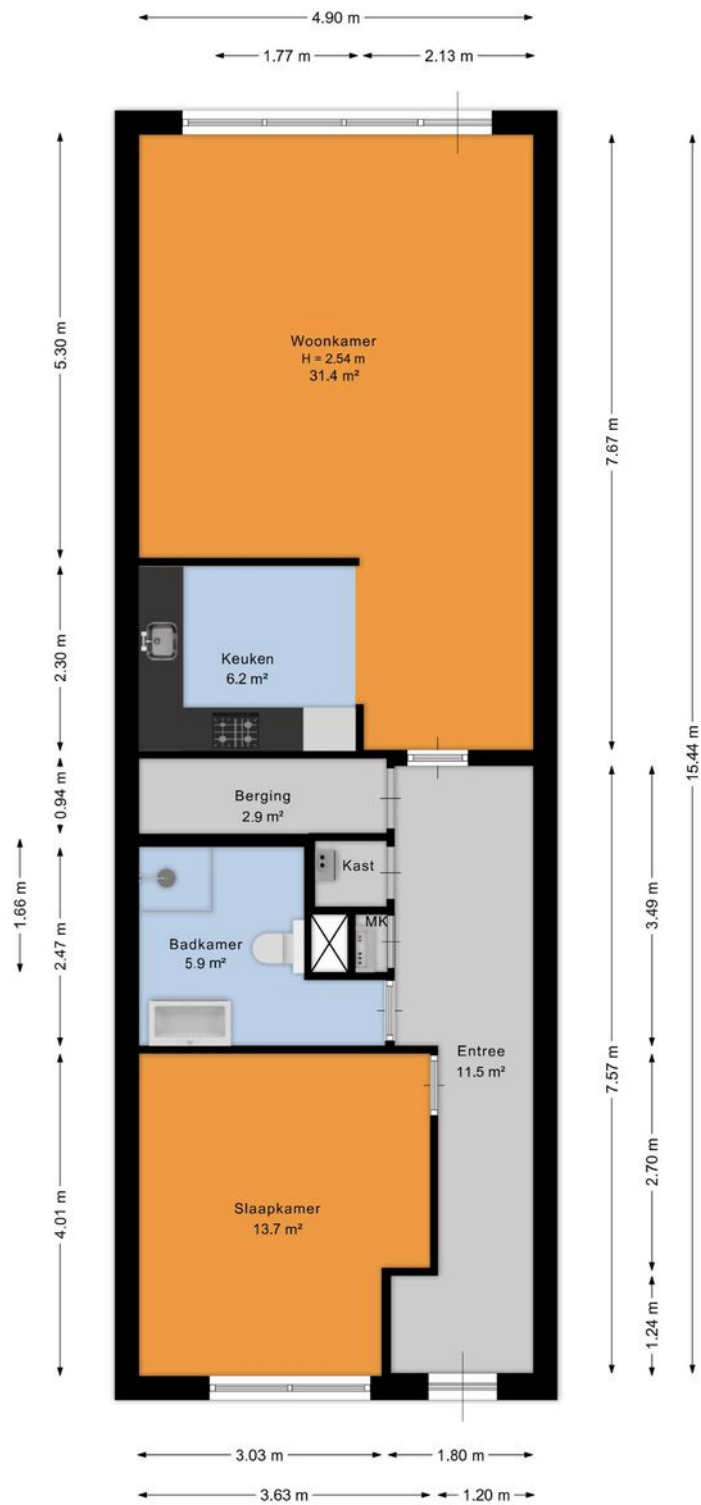 4.90 m
1.77 m
2.13 m
5.30 m
Woonkamer
H = 2.54 m
31.4 m²
7.67 m
2.30 m
Keuken
6.2 m²
15.44 m
0.94 m
Berging
2.9 m²
1.66 m
2.47 m
Kast
MK
Badkamer
5.9 m²
3.49 m
Entree
11.5 m²
7.57 m
4.01 m
Slaapkamer
13.7 m²
2.70 m
1.24 m
3.03 m
1.80 m
3.63 m
1.20 m